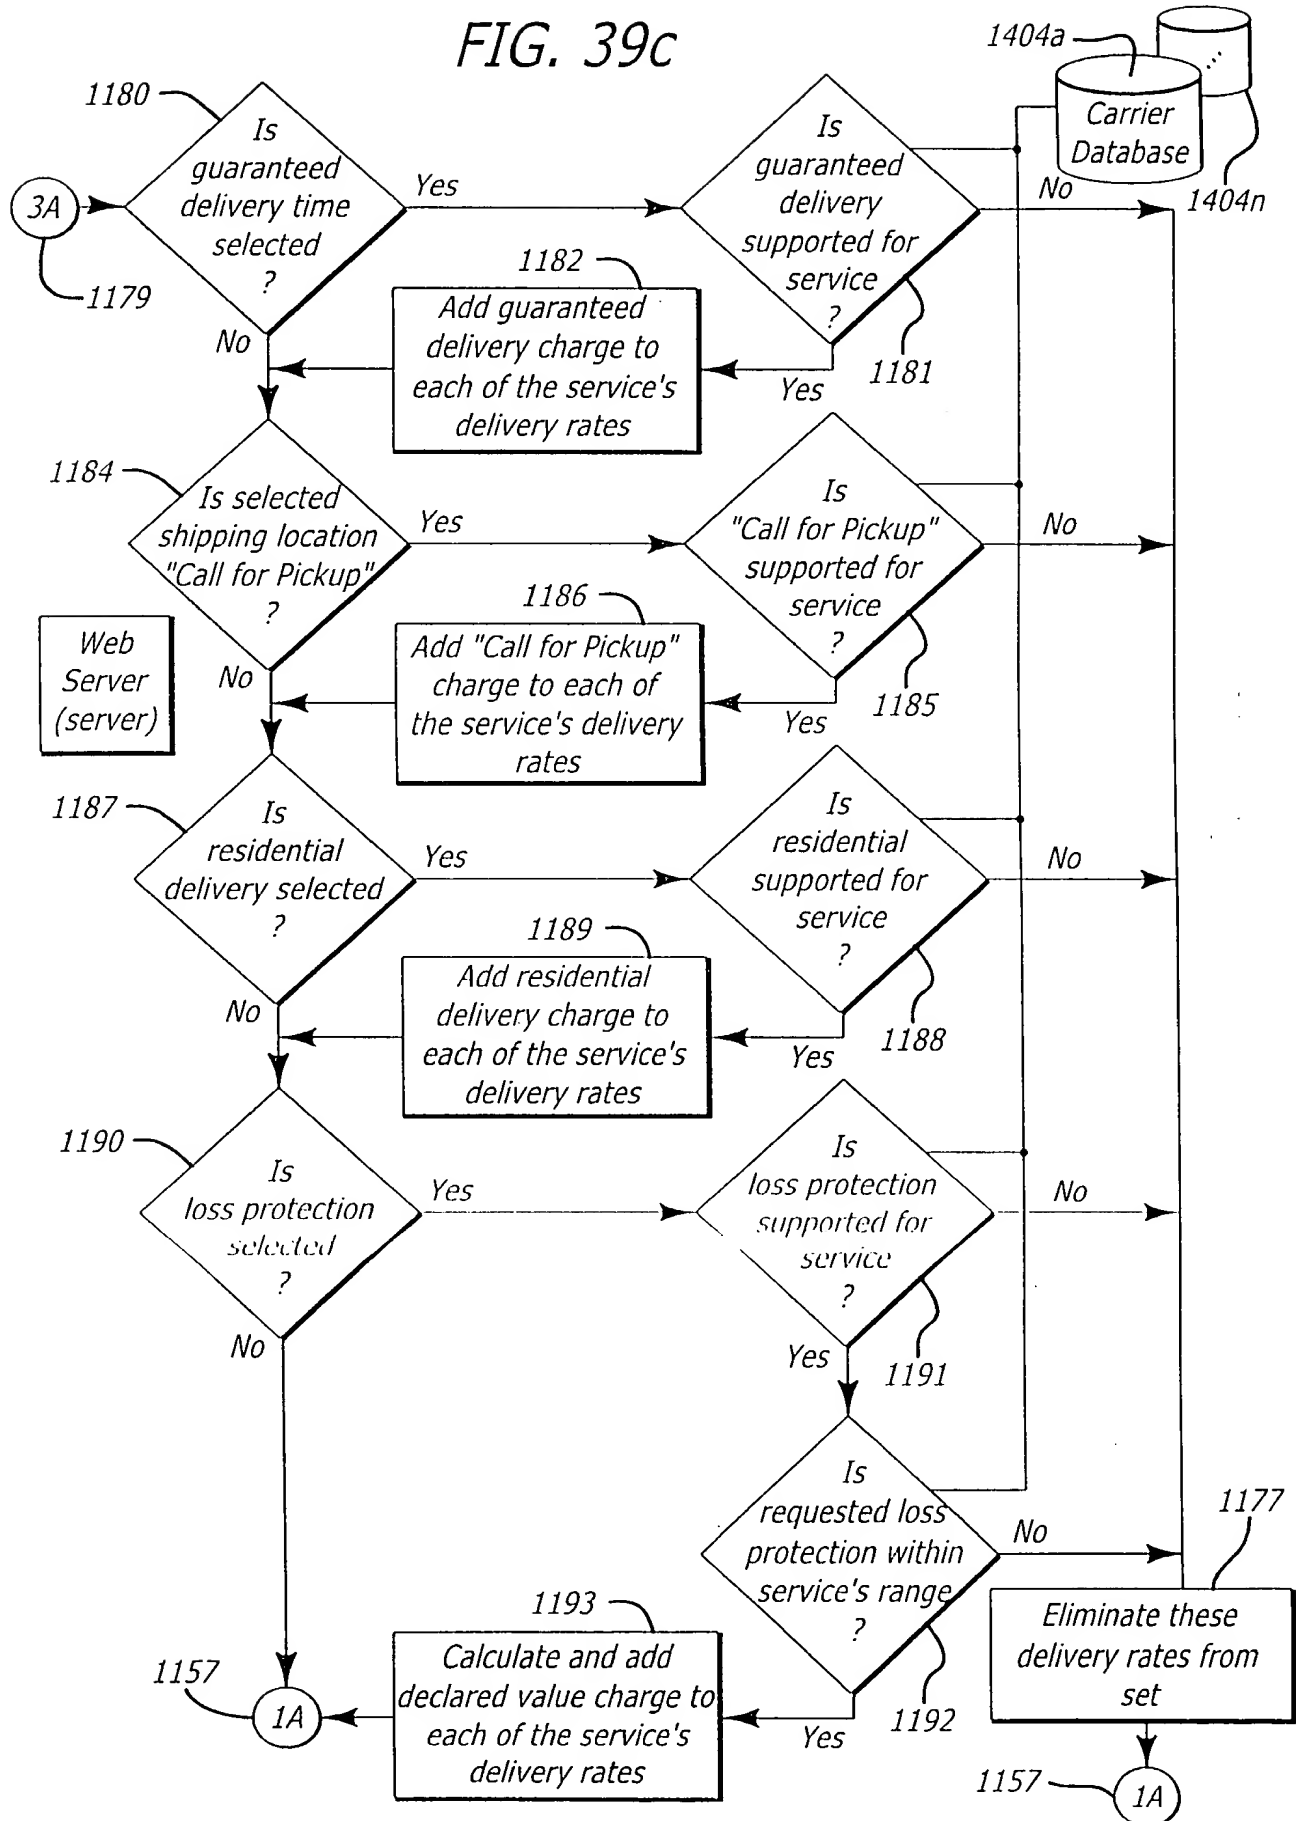 FIG. 39c
1404a
Carrier
Database
1404n
1180
Is
guaranteed
delivery time
selected
?
3A
1179
Yes
Is
guaranteed
delivery
supported for
service
?
No
1181
1182
Add guaranteed
delivery charge to
each of the service's
delivery rates
Yes
No
1184
Is selected
shipping location
"Call for Pickup"
?
Yes
Is
"Call for Pickup"
supported for
service
?
No
1185
1186
Add "Call for Pickup"
charge to each of
the service's delivery
rates
Yes
No
Web
Server
(server)
1187
Is
residential
delivery selected
?
Yes
Is
residential
supported for
service
?
No
1188
1189
Add residential
delivery charge to
each of the service's
delivery rates
Yes
No
1190
Is
loss protection
selected
?
Yes
Is
loss protection
supported for
service
?
No
1191
Yes
No
Is
requested loss
protection within
service's range
?
No
1192
Yes
1193
Calculate and add
declared value charge to
each of the service's
delivery rates
1157
1A
1177
Eliminate these
delivery rates from
set
1157
1A